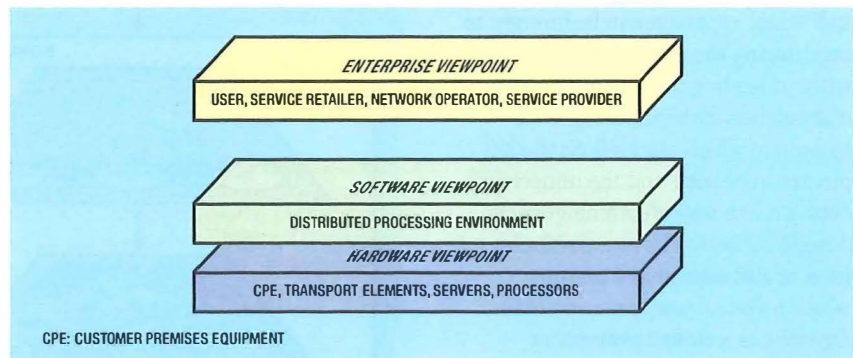 ENTERPRISE VIEWPOINT
USER, SERVICE RETAILER, NETWORK OPERATOR, SERVICE PROVIDER
SOFTWARE VIEWPOINT
DISTRIBUTED PROCESSING ENVIRONMENT
HARDWARE VIEWPOINT
CPE, TRANSPORT ELEMENTS, SERVERS, PROCESSORS
CPE: CUSTOMER PREMISES EQUIPMENT